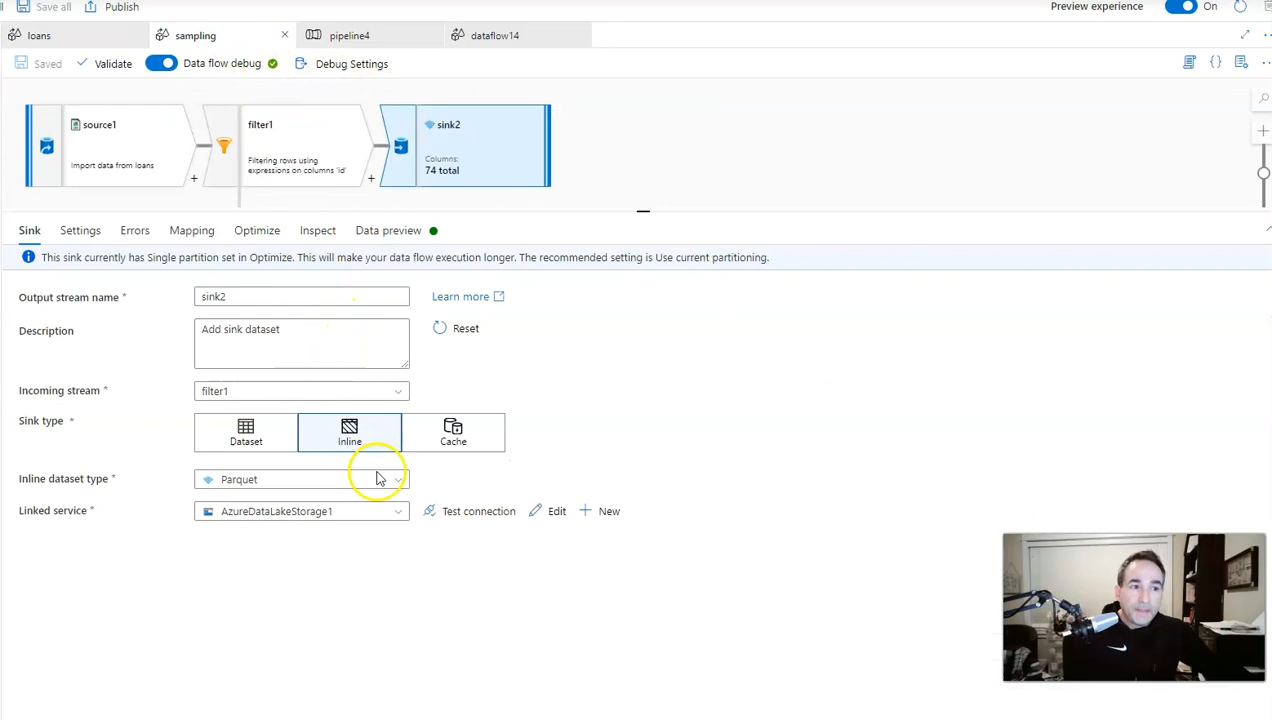 Save all
Publish
Preview experience
On
loans
sampling
pipeline4
dataflow14
Saved
Validate
Data flow debug
Debug Settings
source1
Import data from loans
filter1
Filtering rows using
expressions on columns 'id'
sink2
Columns:
74 total
Sink
Settings
Errors
Mapping
Optimize
Inspect
Data preview
This sink currently has Single partition set in Optimize. This will make your data flow execution longer. The recommended setting is Use current partitioning.
Output stream name *
sink2
Learn more
Description
Add sink dataset
Reset
Incoming stream *
filter1
Sink type *
Dataset
Inline
Cache
Inline dataset type *
Parquet
Linked service *
AzureDataLakeStorage1
Test connection
Edit
New